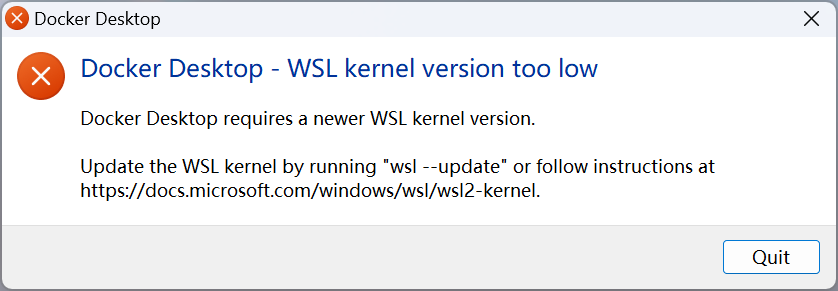 Docker Desktop
Docker Desktop - WSL kernel version too low
Docker Desktop requires a newer WSL kernel version.
Update the WSL kernel by running "wsl --update" or follow instructions at
https://docs.microsoft.com/windows/wsl/wsl2-kernel.
Quit